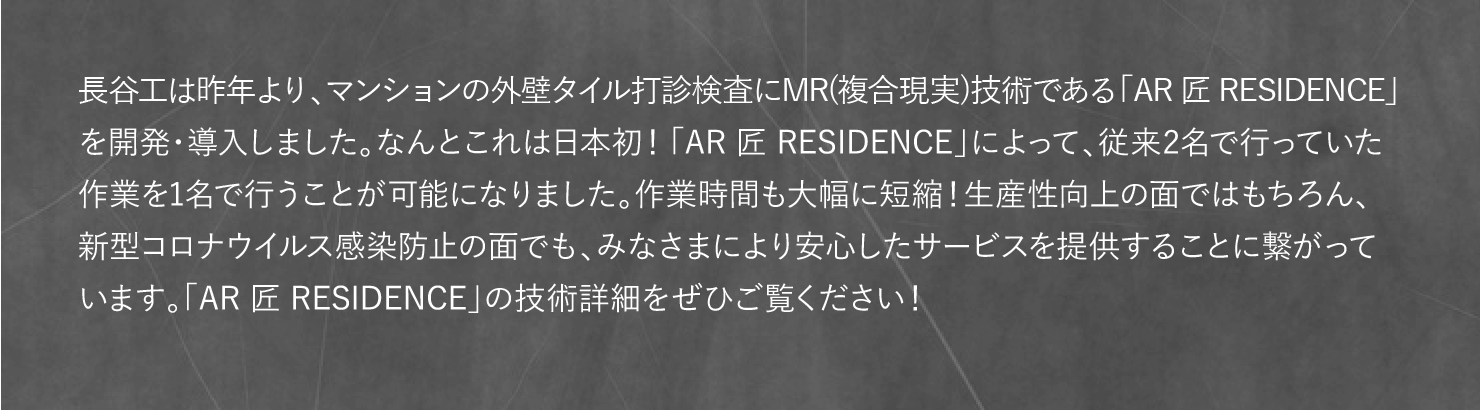 長谷工は昨年より、マンションの外壁タイル打診検査にMR(複合現実)技術である「AR 匠 RESIDENCE」
を開発・導入しました。なんとこれは日本初！「AR 匠 RESIDENCE」によって、従来2名で行っていた
作業を1名で行うことが可能になりました。作業時間も大幅に短縮！生産性向上の面ではもちろん、
新型コロナウイルス感染防止の面でも、みなさまにより安心したサービスを提供することに繋がって
います。「AR 匠 RESIDENCE」の技術詳細をぜひご覧ください！